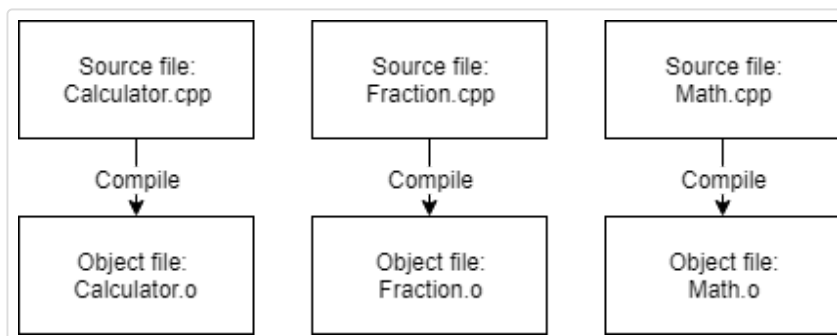 Source file:
Calculator.cpp
Source file:
Fraction.cpp
Source file:
Math.cpp
Compile
Compile
Compile
Object file:
Calculator.o
Object file:
Fraction.o
Object file:
Math.o